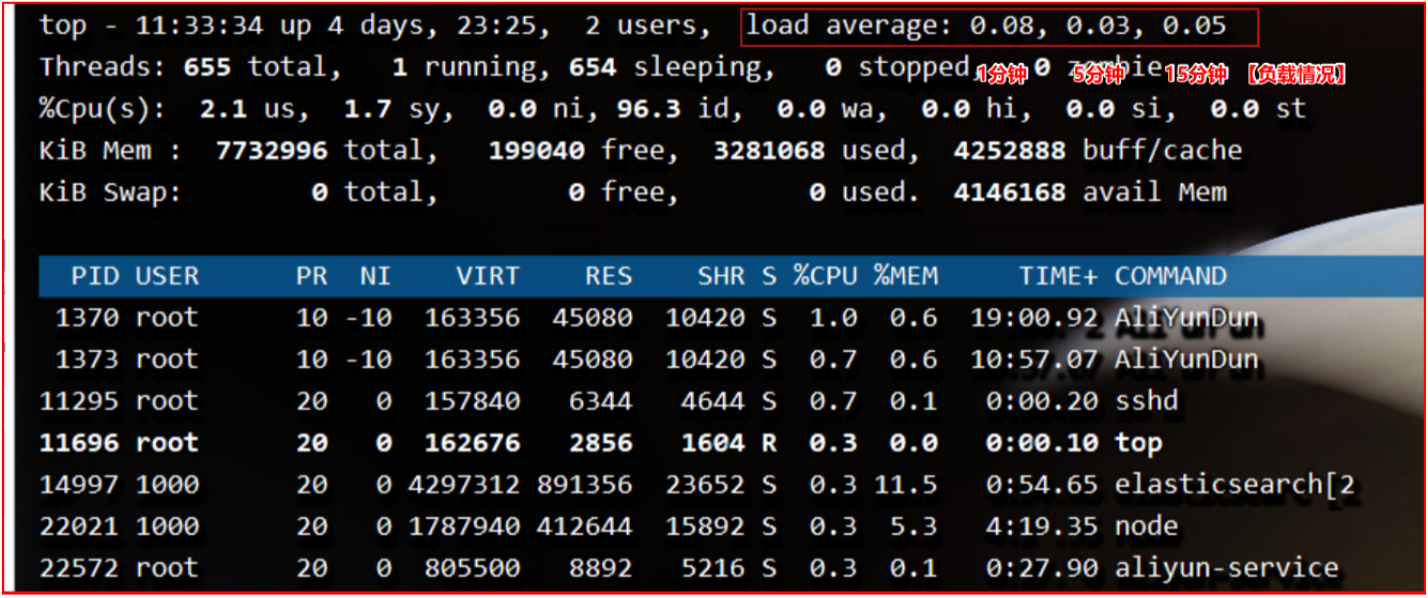 top - 11:33:34 up 4 days, 23:25,  2 users,  load average: 0.08, 0.03, 0.05
Threads: 655 total,   1 running, 654 sleeping,   0 stopped,   0 zombie
1分钟 5分钟 15分钟 【负载情况】
%Cpu(s):  2.1 us,  1.7 sy,  0.0 ni, 96.3 id,  0.0 wa,  0.0 hi,  0.0 si,  0.0 st
KiB Mem :  7732996 total,   199040 free,  3281068 used,  4252888 buff/cache
KiB Swap:        0 total,        0 free,        0 used.  4146168 avail Mem
PID USER      PR  NI    VIRT    RES    SHR S %CPU %MEM     TIME+ COMMAND
1370 root      10 -10  163356  45080  10420 S  1.0  0.6  19:00.92 AliYunDun
1373 root      10 -10  163356  45080  10420 S  0.7  0.6  10:57.07 AliYunDun
11295 root      20   0  157840   6344   4644 S  0.7  0.1   0:00.20 sshd
11696 root      20   0  162676   2856   1604 R  0.3  0.0   0:00.10 top
14997 1000      20   0 4297312 891356  23652 S  0.3 11.5   0:54.65 elasticsearch[2
22021 1000      20   0 1787940 412644  15892 S  0.3  5.3   4:19.35 node
22572 root      20   0  805500   8892   5216 S  0.3  0.1   0:27.90 aliyun-service